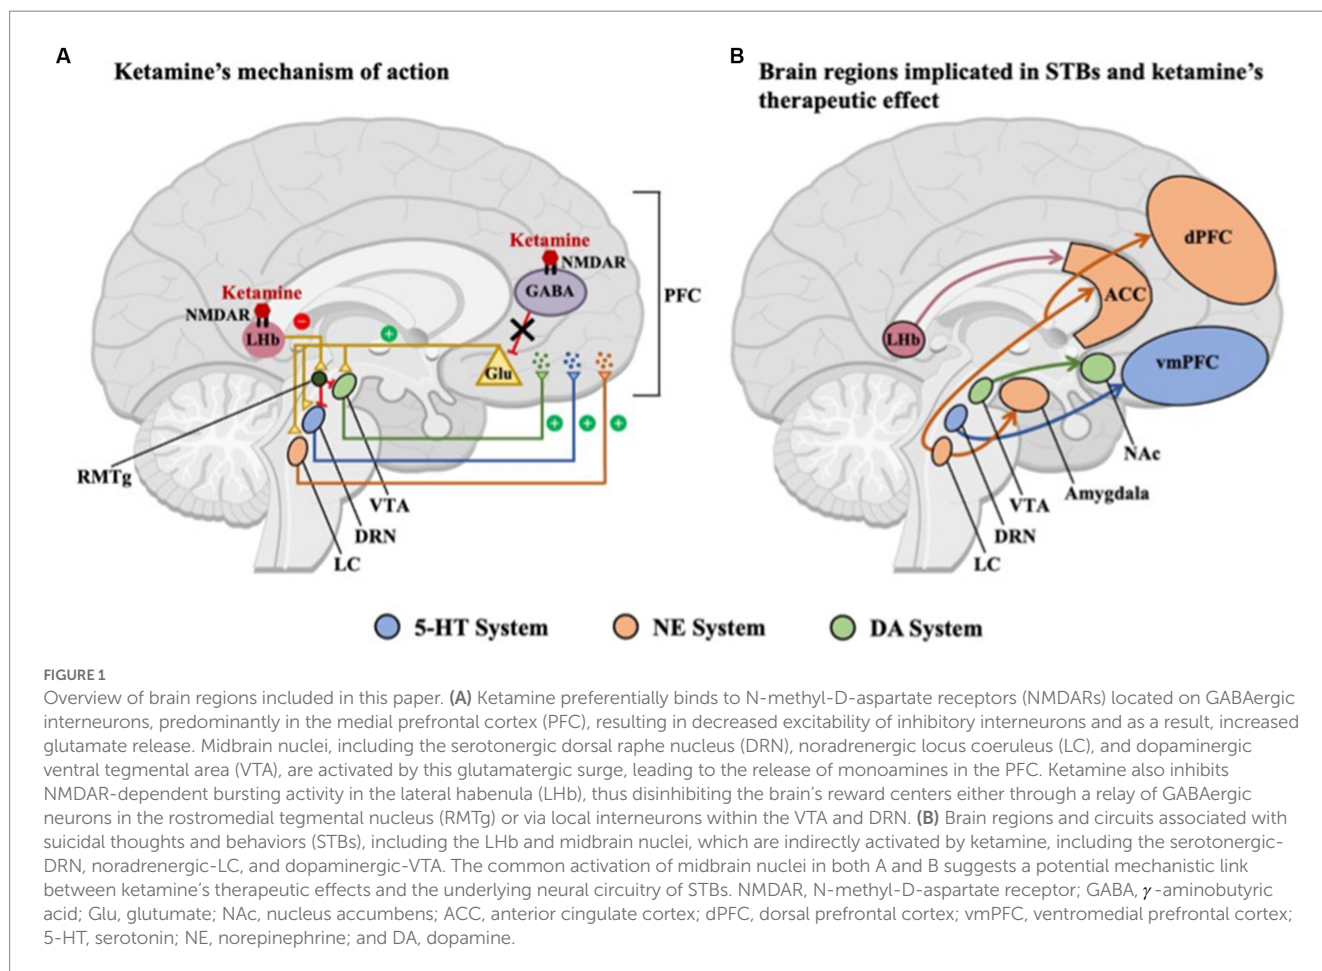 A
Ketamine's mechanism of action
Ketamine
NMDAR
GABA
PFC
Ketamine
NMDAR
LHb
Glu
RMTg
VTA
DRN
LC
B
Brain regions implicated in STBs and ketamine's
therapeutic effect
dPFC
ACC
LHb
vmPFC
NAc
Amygdala
VTA
DRN
LC
5-HT System
NE System
DA System
FIGURE 1
Overview of brain regions included in this paper. (A) Ketamine preferentially binds to N-methyl-D-aspartate receptors (NMDARs) located on GABAergic
interneurons, predominantly in the medial prefrontal cortex (PFC), resulting in decreased excitability of inhibitory interneurons and as a result, increased
glutamate release. Midbrain nuclei, including the serotonergic dorsal raphe nucleus (DRN), noradrenergic locus coeruleus (LC), and dopaminergic
ventral tegmental area (VTA), are activated by this glutamatergic surge, leading to the release of monoamines in the PFC. Ketamine also inhibits
NMDAR-dependent bursting activity in the lateral habenula (LHb), thus disinhibiting the brain's reward centers either through a relay of GABAergic
neurons in the rostromedial tegmental nucleus (RMTg) or via local interneurons within the VTA and DRN. (B) Brain regions and circuits associated with
suicidal thoughts and behaviors (STBs), including the LHb and midbrain nuclei, which are indirectly activated by ketamine, including the serotonergic-
DRN, noradrenergic-LC, and dopaminergic-VTA. The common activation of midbrain nuclei in both A and B suggests a potential mechanistic link
between ketamine's therapeutic effects and the underlying neural circuitry of STBs. NMDAR, N-methyl-D-aspartate receptor; GABA, γ-aminobutyric
acid; Glu, glutumate; NAc, nucleus accumbens; ACC, anterior cingulate cortex; dPFC, dorsal prefrontal cortex; vmPFC, ventromedial prefrontal cortex;
5-HT, serotonin; NE, norepinephrine; and DA, dopamine.